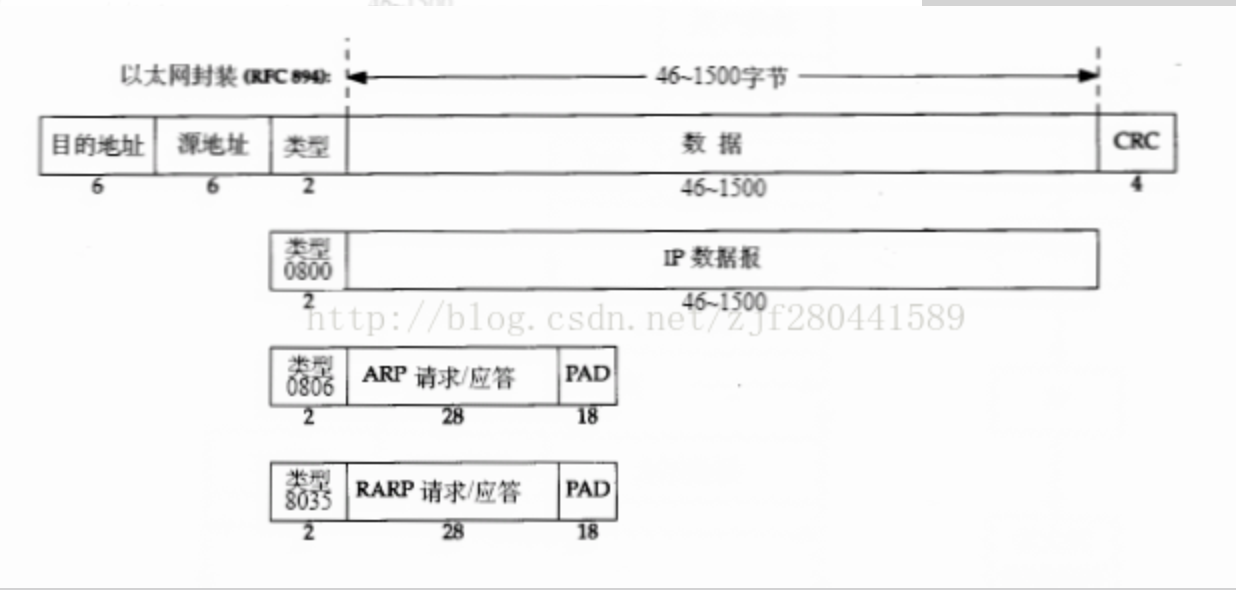 以太网封装 (RFC 894):
46~1500字节
目的地址 源地址 类型 数 据 CRC
6 6 2 46~1500 4
类型
0800
IP 数据报
2 46~1500
http://blog.csdn.net/zjf280441589
类型
0806
ARP 请求/应答 PAD
2 28 18
类型
8035
RARP 请求/应答 PAD
2 28 18